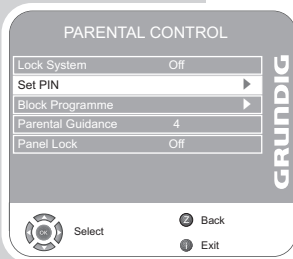 PARENTAL CONTROL
Lock System Off
Set PIN
Block Programme
Parental Guidance 4
Panel Lock Off
GRUNDIG
OK Select
Z Back
i Exit